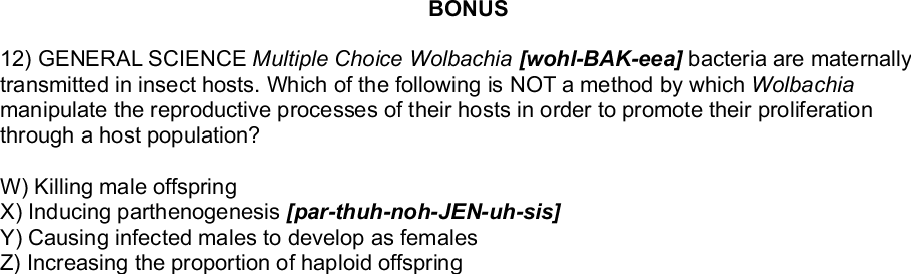 BONUS
12) GENERAL SCIENCE Multiple Choice Wolbachia [wohl-BAK-eea] bacteria are maternally
transmitted in insect hosts. Which of the following is NOT a method by which Wolbachia
manipulate the reproductive processes of their hosts in order to promote their proliferation
through a host population?
W) Killing male offspring
X) Inducing parthenogenesis [par-thuh-noh-JEN-uh-sis]
Y) Causing infected males to develop as females
Z) Increasing the proportion of haploid offspring